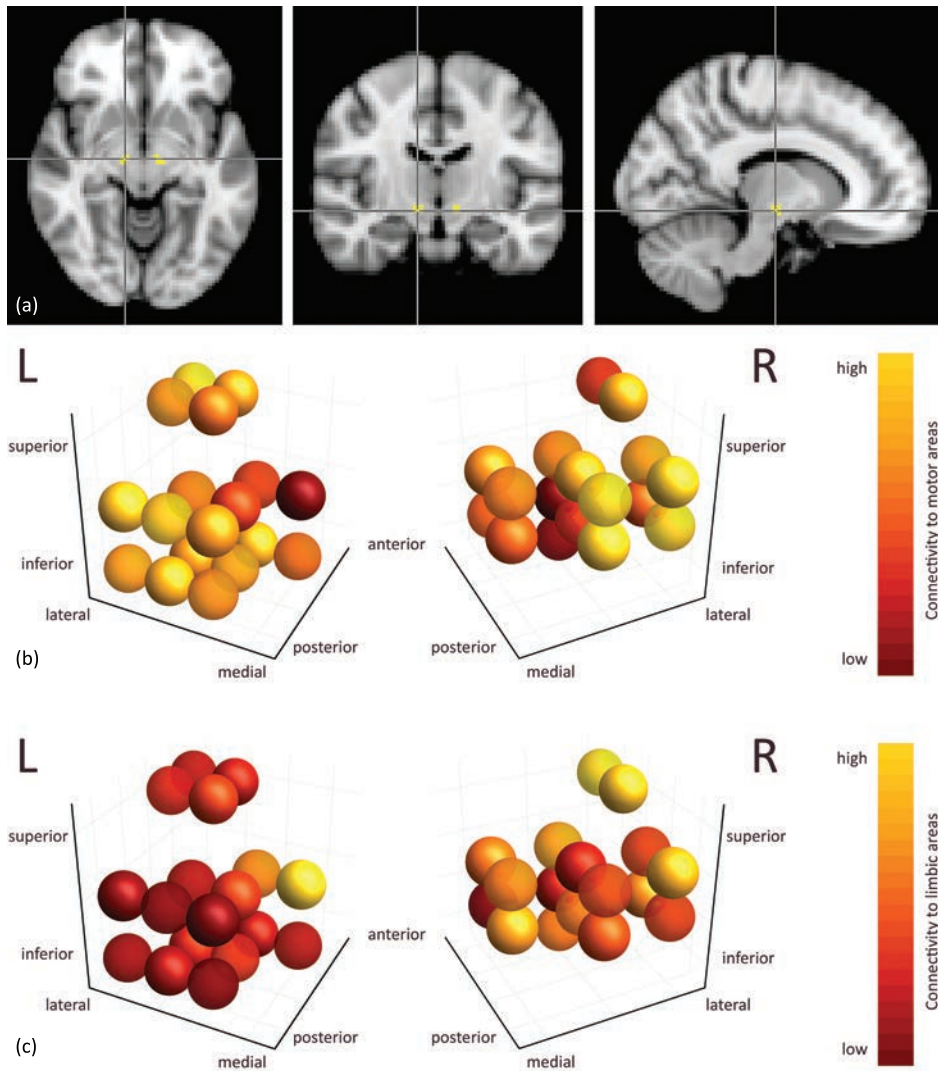 (a)
L
R
high
superior
superior
anterior
inferior
inferior
lateral
lateral
posterior
posterior
medial
medial
low
Connectivity to motor areas
(b)
L
R
high
superior
superior
anterior
inferior
inferior
lateral
lateral
posterior
posterior
medial
medial
low
Connectivity to limbic areas
(c)